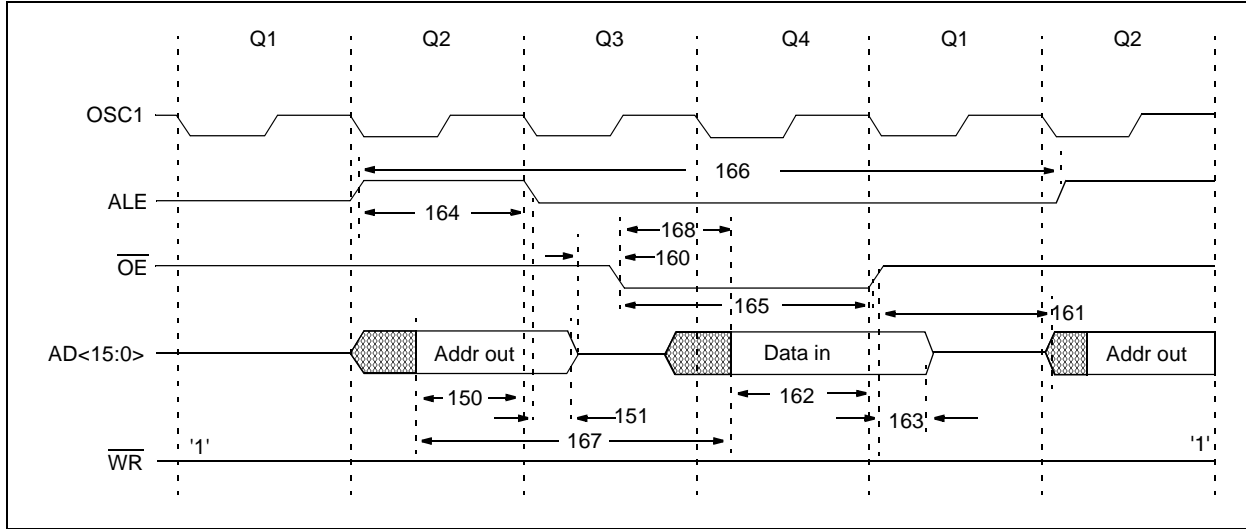 Q1 Q2 Q3 Q4 Q1 Q2
OSC1
166
ALE
164
168
160
OE
165
161
AD<15:0> Addr out Data in Addr out
150 162
151 163
167
'1' '1'
WR